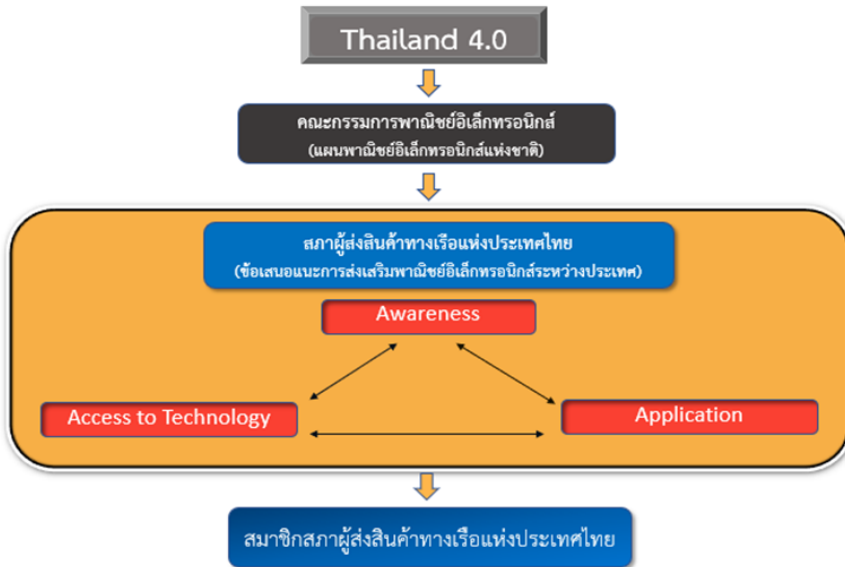 Thailand 4.0
คณะกรรมการพาณิชย์อิเล็กทรอนิกส์
(แผนพาณิชย์อิเล็กทรอนิกส์แห่งชาติ)
สภาผู้ส่งสินค้าทางเรือแห่งประเทศไทย
(ข้อเสนอแนะการส่งเสริมพาณิชย์อิเล็กทรอนิกส์ระหว่างประเทศ)
Awareness
Access to Technology
Application
สมาชิกสภาผู้ส่งสินค้าทางเรือแห่งประเทศไทย